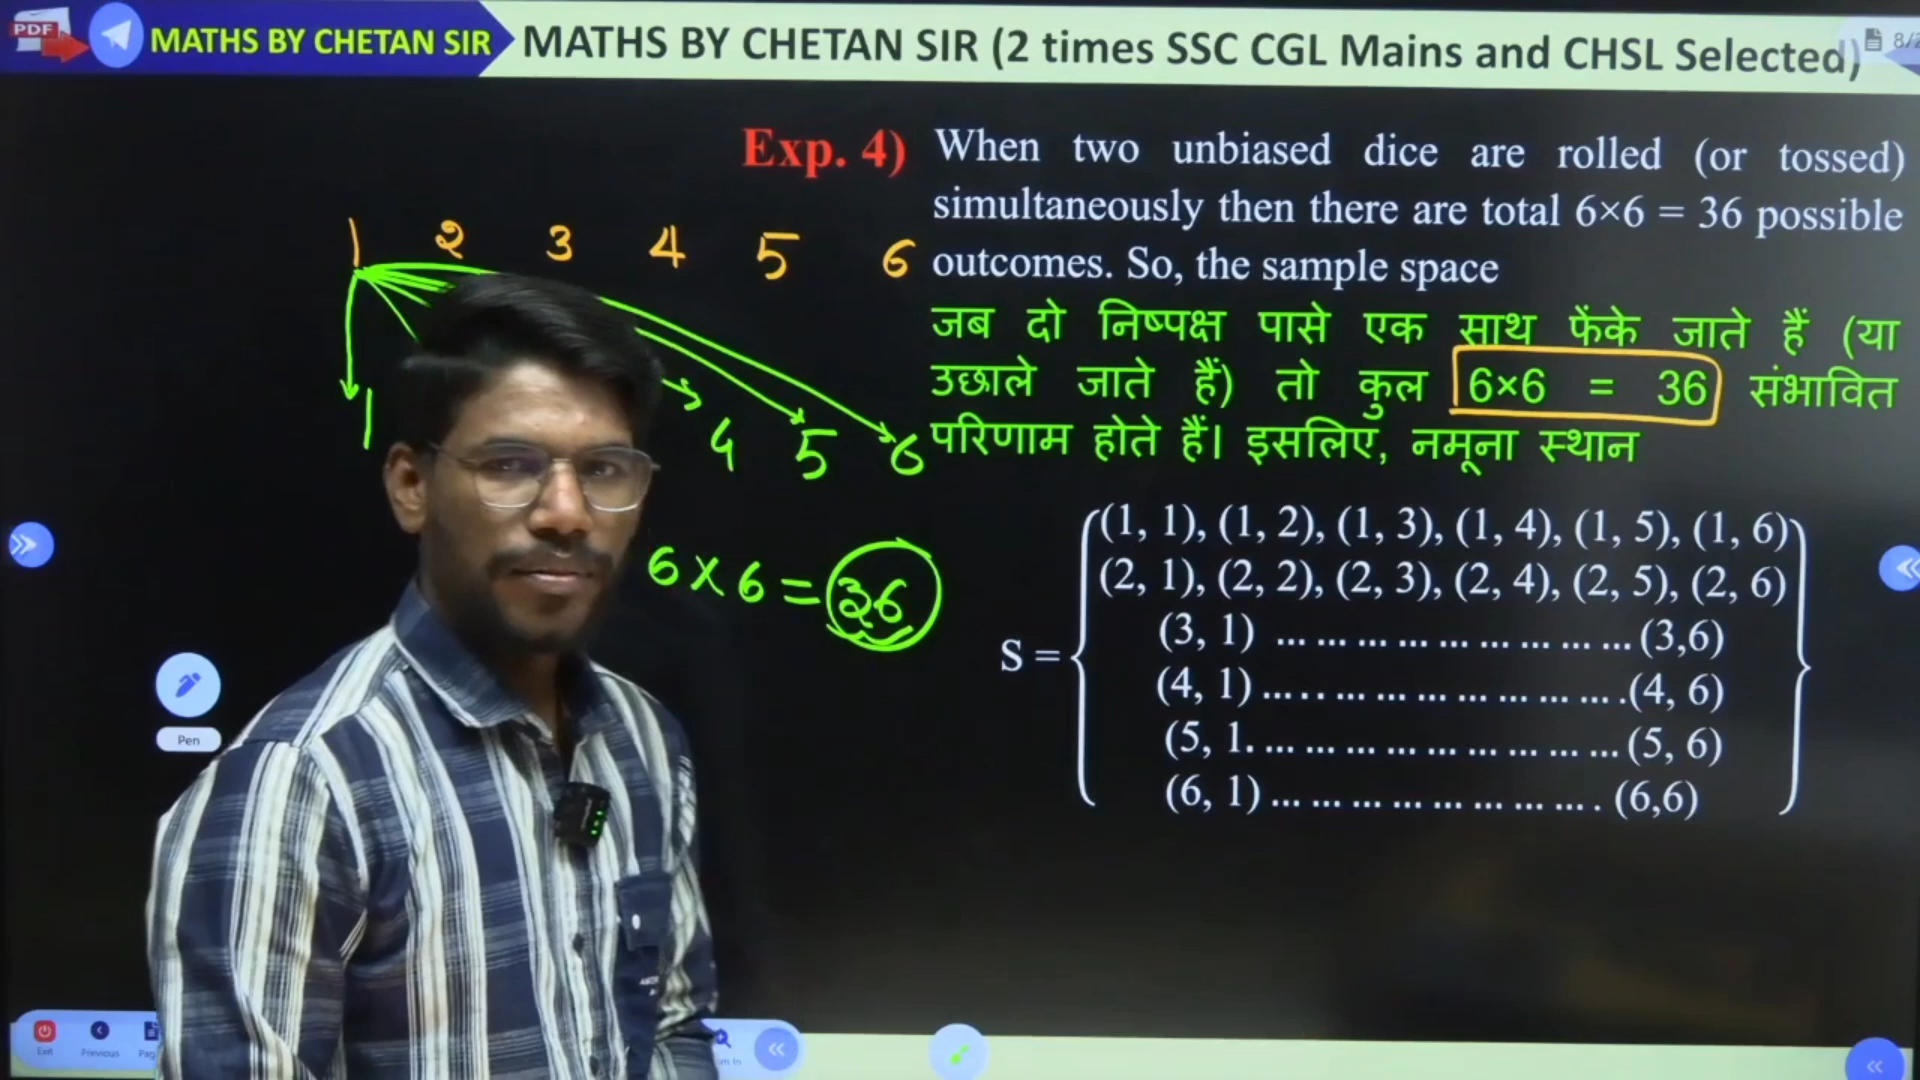 PDF
MATHS BY CHETAN SIR
MATHS BY CHETAN SIR (2 times SSC CGL Mains and CHSL Selected)
Exp. 4) When two unbiased dice are rolled (or tossed)
simultaneously then there are total 6×6 = 36 possible
outcomes. So, the sample space
जब दो निष्पक्ष पासे एक साथ फेंके जाते हैं (या
उछाले जाते हैं) तो कुल 6×6 = 36 संभावित
परिणाम होते हैं। इसलिए, नमूना स्थान
1 2 3 4 5 6
1 4 5 6
6 × 6 = 36
S =
(1, 1), (1, 2), (1, 3), (1, 4), (1, 5), (1, 6)
(2, 1), (2, 2), (2, 3), (2, 4), (2, 5), (2, 6)
(3, 1) ... ... ... ... ... ... ... ... ... (3,6)
(4, 1) ... .. ... ... ... ... ... ... .(4, 6)
(5, 1. ... ... ... ... ... ... ... ... ... (5, 6)
(6, 1) ... ... ... ... ... ... ... ... . (6,6)
Pen
Exit
Previous